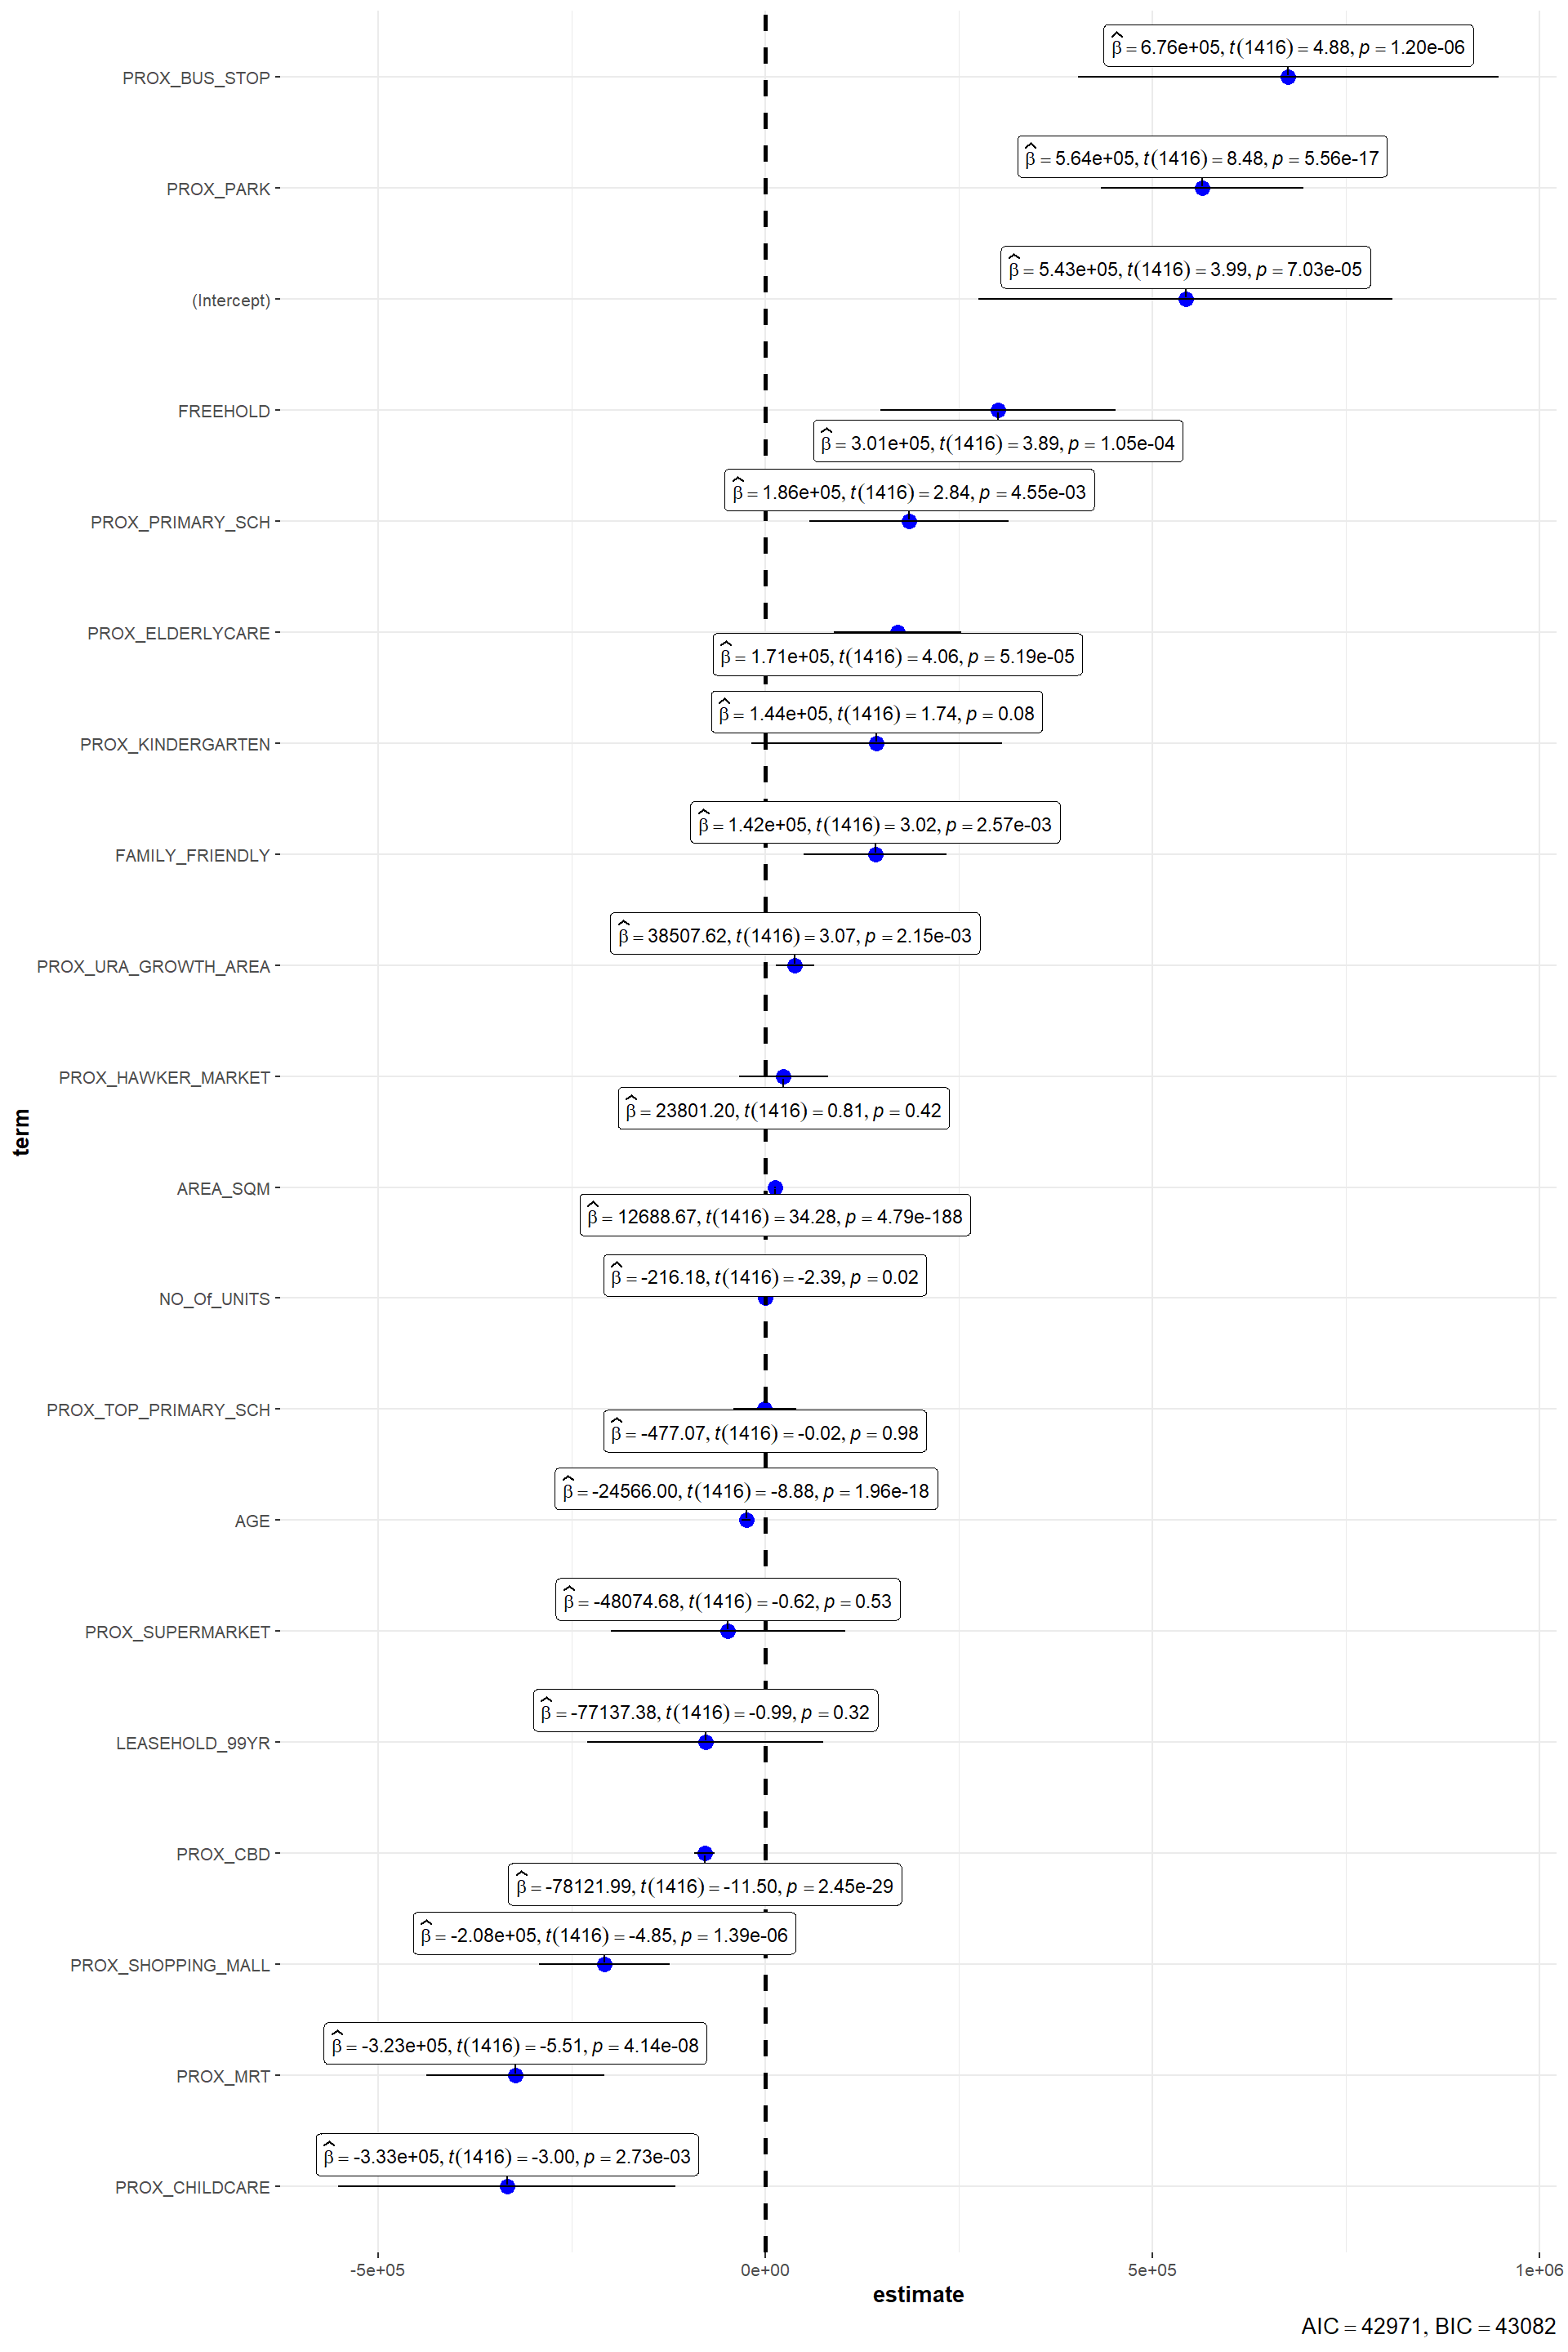 β̂ = 6.76e+05, t(1416) = 4.88, p = 1.20e-06
PROX_BUS_STOP
β̂ = 5.64e+05, t(1416) = 8.48, p = 5.56e-17
PROX_PARK
β̂ = 5.43e+05, t(1416) = 3.99, p = 7.03e-05
(Intercept)
FREEHOLD
β̂ = 3.01e+05, t(1416) = 3.89, p = 1.05e-04
β̂ = 1.86e+05, t(1416) = 2.84, p = 4.55e-03
PROX_PRIMARY_SCH
PROX_ELDERLYCARE
β̂ = 1.71e+05, t(1416) = 4.06, p = 5.19e-05
β̂ = 1.44e+05, t(1416) = 1.74, p = 0.08
PROX_KINDERGARTEN
β̂ = 1.42e+05, t(1416) = 3.02, p = 2.57e-03
FAMILY_FRIENDLY
β̂ = 38507.62, t(1416) = 3.07, p = 2.15e-03
PROX_URA_GROWTH_AREA
PROX_HAWKER_MARKET
β̂ = 23801.20, t(1416) = 0.81, p = 0.42
term
AREA_SQM
β̂ = 12688.67, t(1416) = 34.28, p = 4.79e-188
β̂ = -216.18, t(1416) = -2.39, p = 0.02
NO_Of_UNITS
PROX_TOP_PRIMARY_SCH
β̂ = -477.07, t(1416) = -0.02, p = 0.98
β̂ = -24566.00, t(1416) = -8.88, p = 1.96e-18
AGE
β̂ = -48074.68, t(1416) = -0.62, p = 0.53
PROX_SUPERMARKET
β̂ = -77137.38, t(1416) = -0.99, p = 0.32
LEASEHOLD_99YR
PROX_CBD
β̂ = -78121.99, t(1416) = -11.50, p = 2.45e-29
β̂ = -2.08e+05, t(1416) = -4.85, p = 1.39e-06
PROX_SHOPPING_MALL
β̂ = -3.23e+05, t(1416) = -5.51, p = 4.14e-08
PROX_MRT
β̂ = -3.33e+05, t(1416) = -3.00, p = 2.73e-03
PROX_CHILDCARE
-5e+05 0e+00 5e+05 1e+06
estimate
AIC = 42971, BIC = 43082